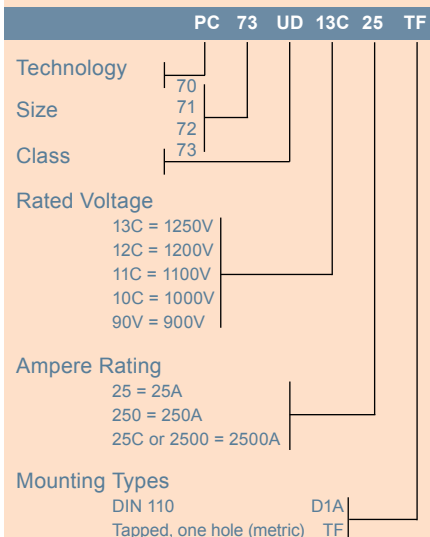 PC 73 UD 13C 25 TF
Technology
70
Size
71
72
Class
73
Rated Voltage
13C = 1250V
12C = 1200V
11C = 1100V
10C = 1000V
90V = 900V
Ampere Rating
25 = 25A
250 = 250A
25C or 2500 = 2500A
Mounting Types
DIN 110 D1A
Tapped, one hole (metric) TF